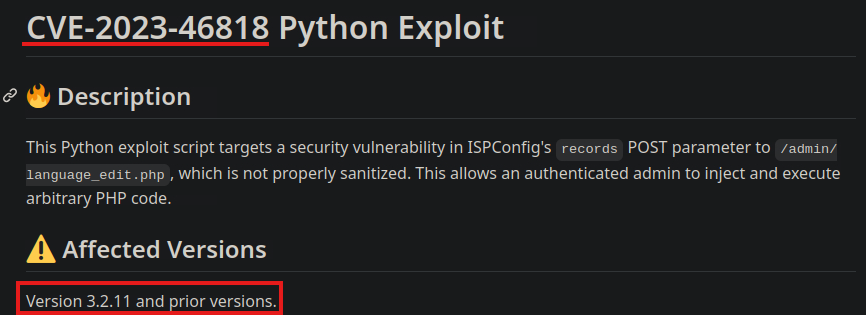 CVE-2023-46818 Python Exploit
🔥 Description
This Python exploit script targets a security vulnerability in ISPConfig's records POST parameter to /admin/
language_edit.php, which is not properly sanitized. This allows an authenticated admin to inject and execute
arbitrary PHP code.
⚠️ Affected Versions
Version 3.2.11 and prior versions.